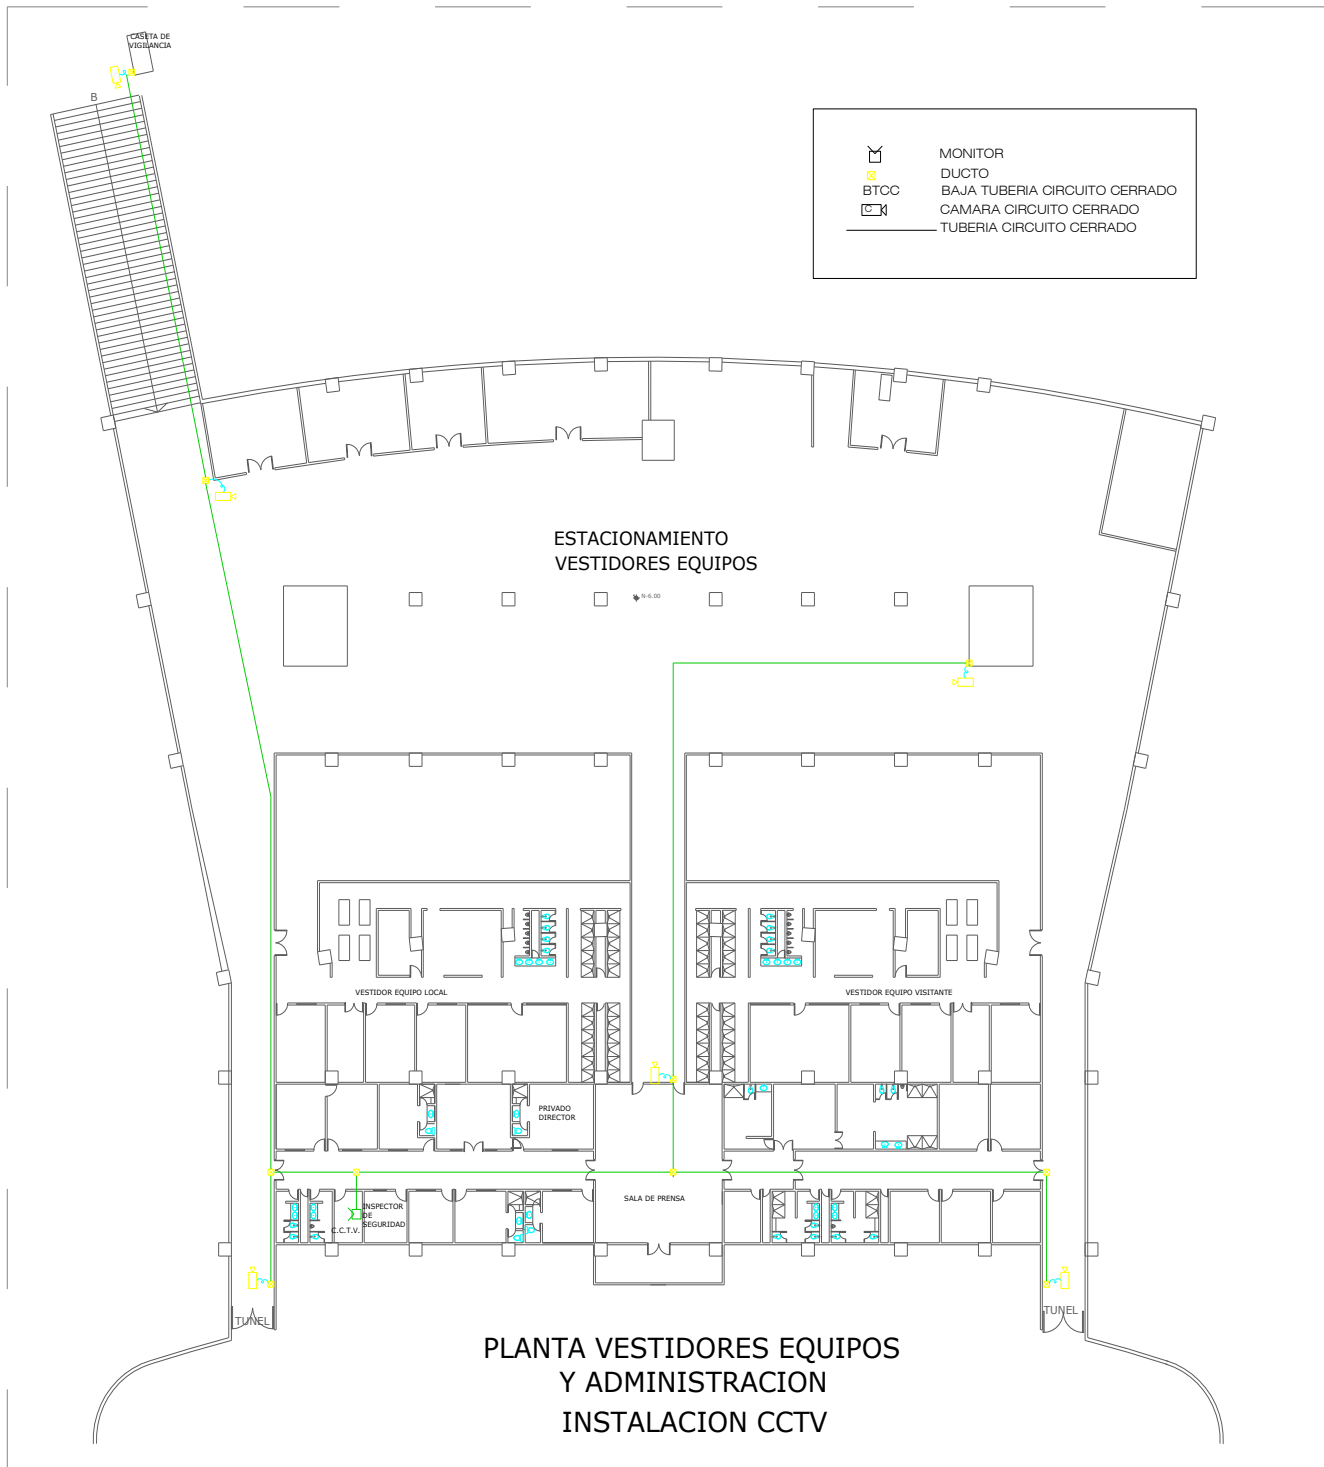 CASETA DE
VIGILANCIA
B
MONITOR
DUCTO
BTCC BAJA TUBERIA CIRCUITO CERRADO
C CAMARA CIRCUITO CERRADO
TUBERIA CIRCUITO CERRADO
ESTACIONAMIENTO
VESTIDORES EQUIPOS
N-6.00
VESTIDOR EQUIPO LOCAL
VESTIDOR EQUIPO VISITANTE
PRIVADO
DIRECTOR
SALA DE PRENSA
INSPECTOR
DE
SEGURIDAD
C.C.T.V.
TUNEL
TUNEL
PLANTA VESTIDORES EQUIPOS
Y ADMINISTRACION
INSTALACION CCTV